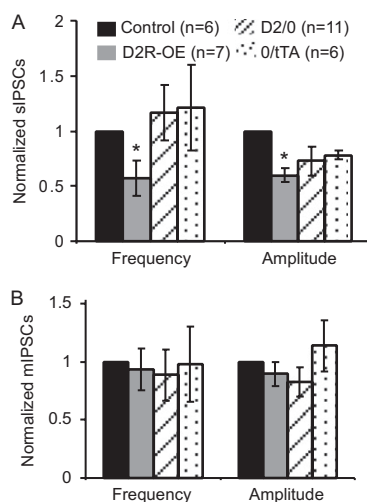 A
Control (n=6) D2/0 (n=11)
D2R-OE (n=7) 0/tTA (n=6)
Normalized sIPSCs
1.5
1
0.5
0
*
*
Frequency Amplitude
B
Normalized mIPSCs
1.5
1
0.5
0
Frequency Amplitude